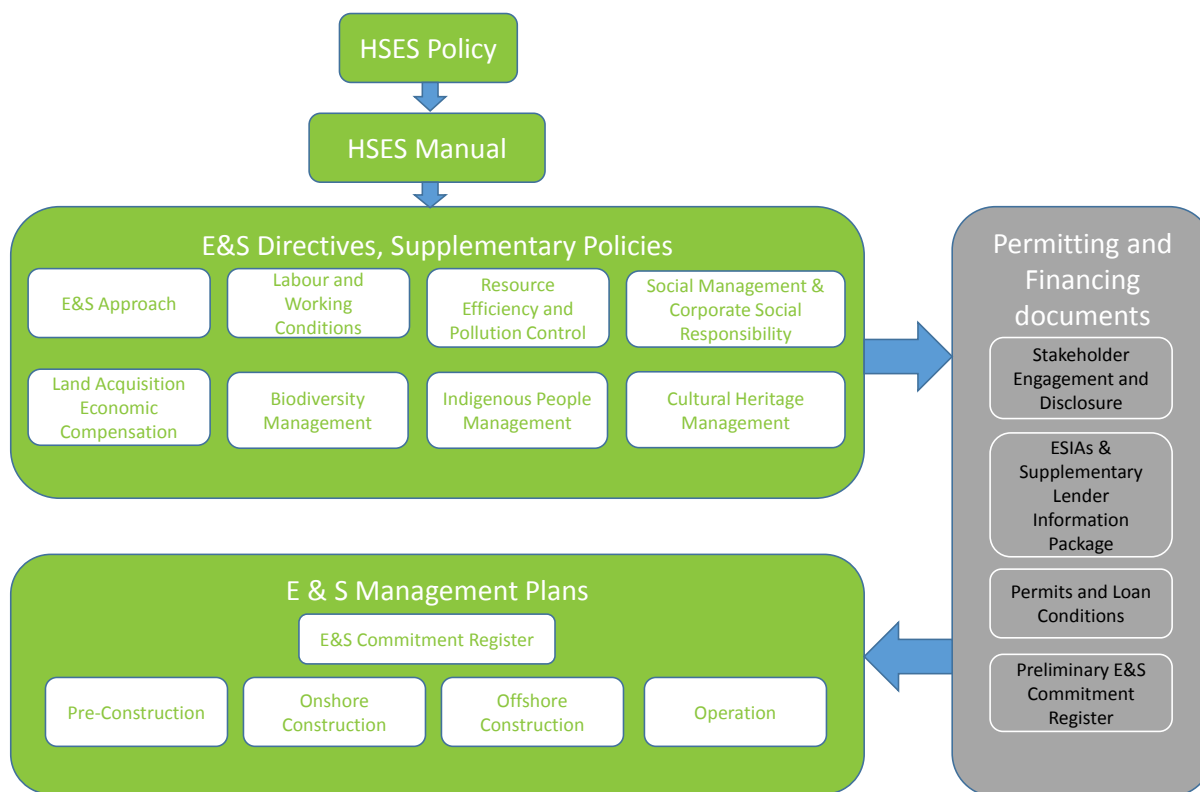 HSES Policy
HSES Manual
E&S Directives, Supplementary Policies
E&S Approach
Labour and
Working
Conditions
Resource
Efficiency and
Pollution Control
Social Management &
Corporate Social
Responsibility
Land Acquisition
Economic
Compensation
Biodiversity
Management
Indigenous People
Management
Cultural Heritage
Management
Permitting and
Financing
documents
Stakeholder
Engagement and
Disclosure
ESIAs &
Supplementary
Lender
Information
Package
Permits and Loan
Conditions
Preliminary E&S
Commitment
Register
E & S Management Plans
E&S Commitment Register
Pre-Construction
Onshore
Construction
Offshore
Construction
Operation